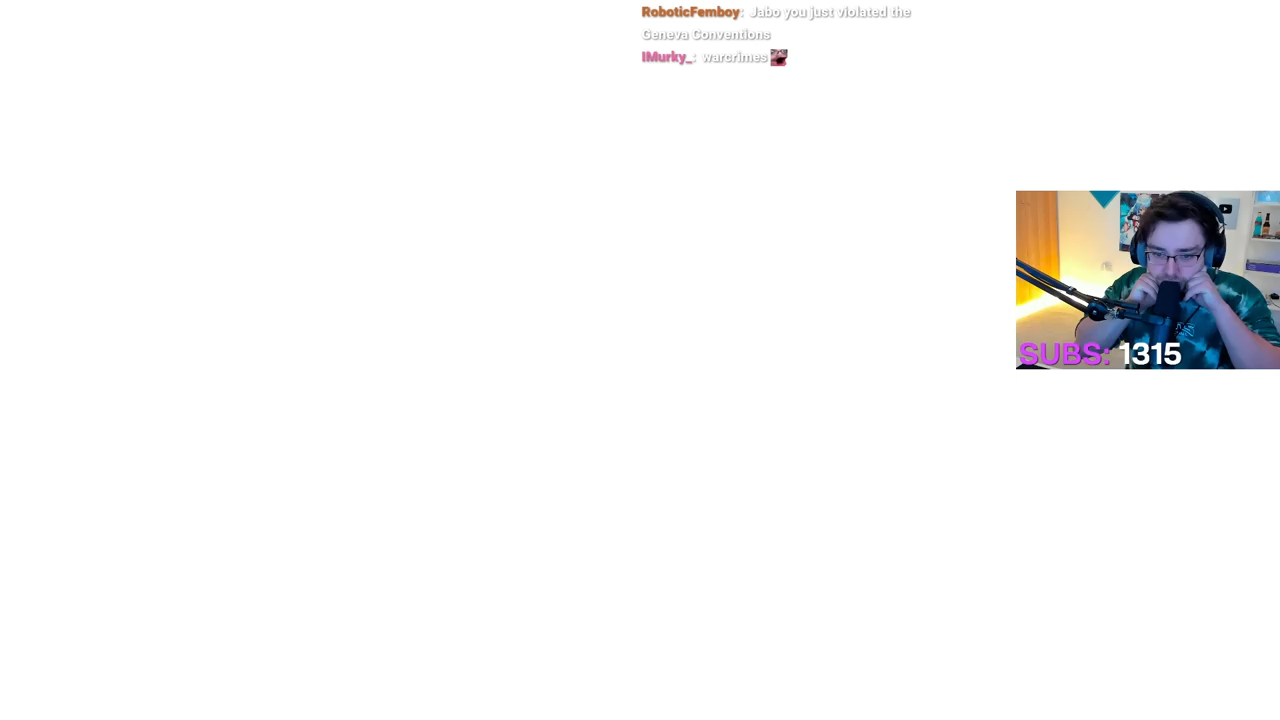 RoboticFemboy: Jabo you just violated the
Geneva Conventions
IMurky_: warcrimes
SUBS: 1315